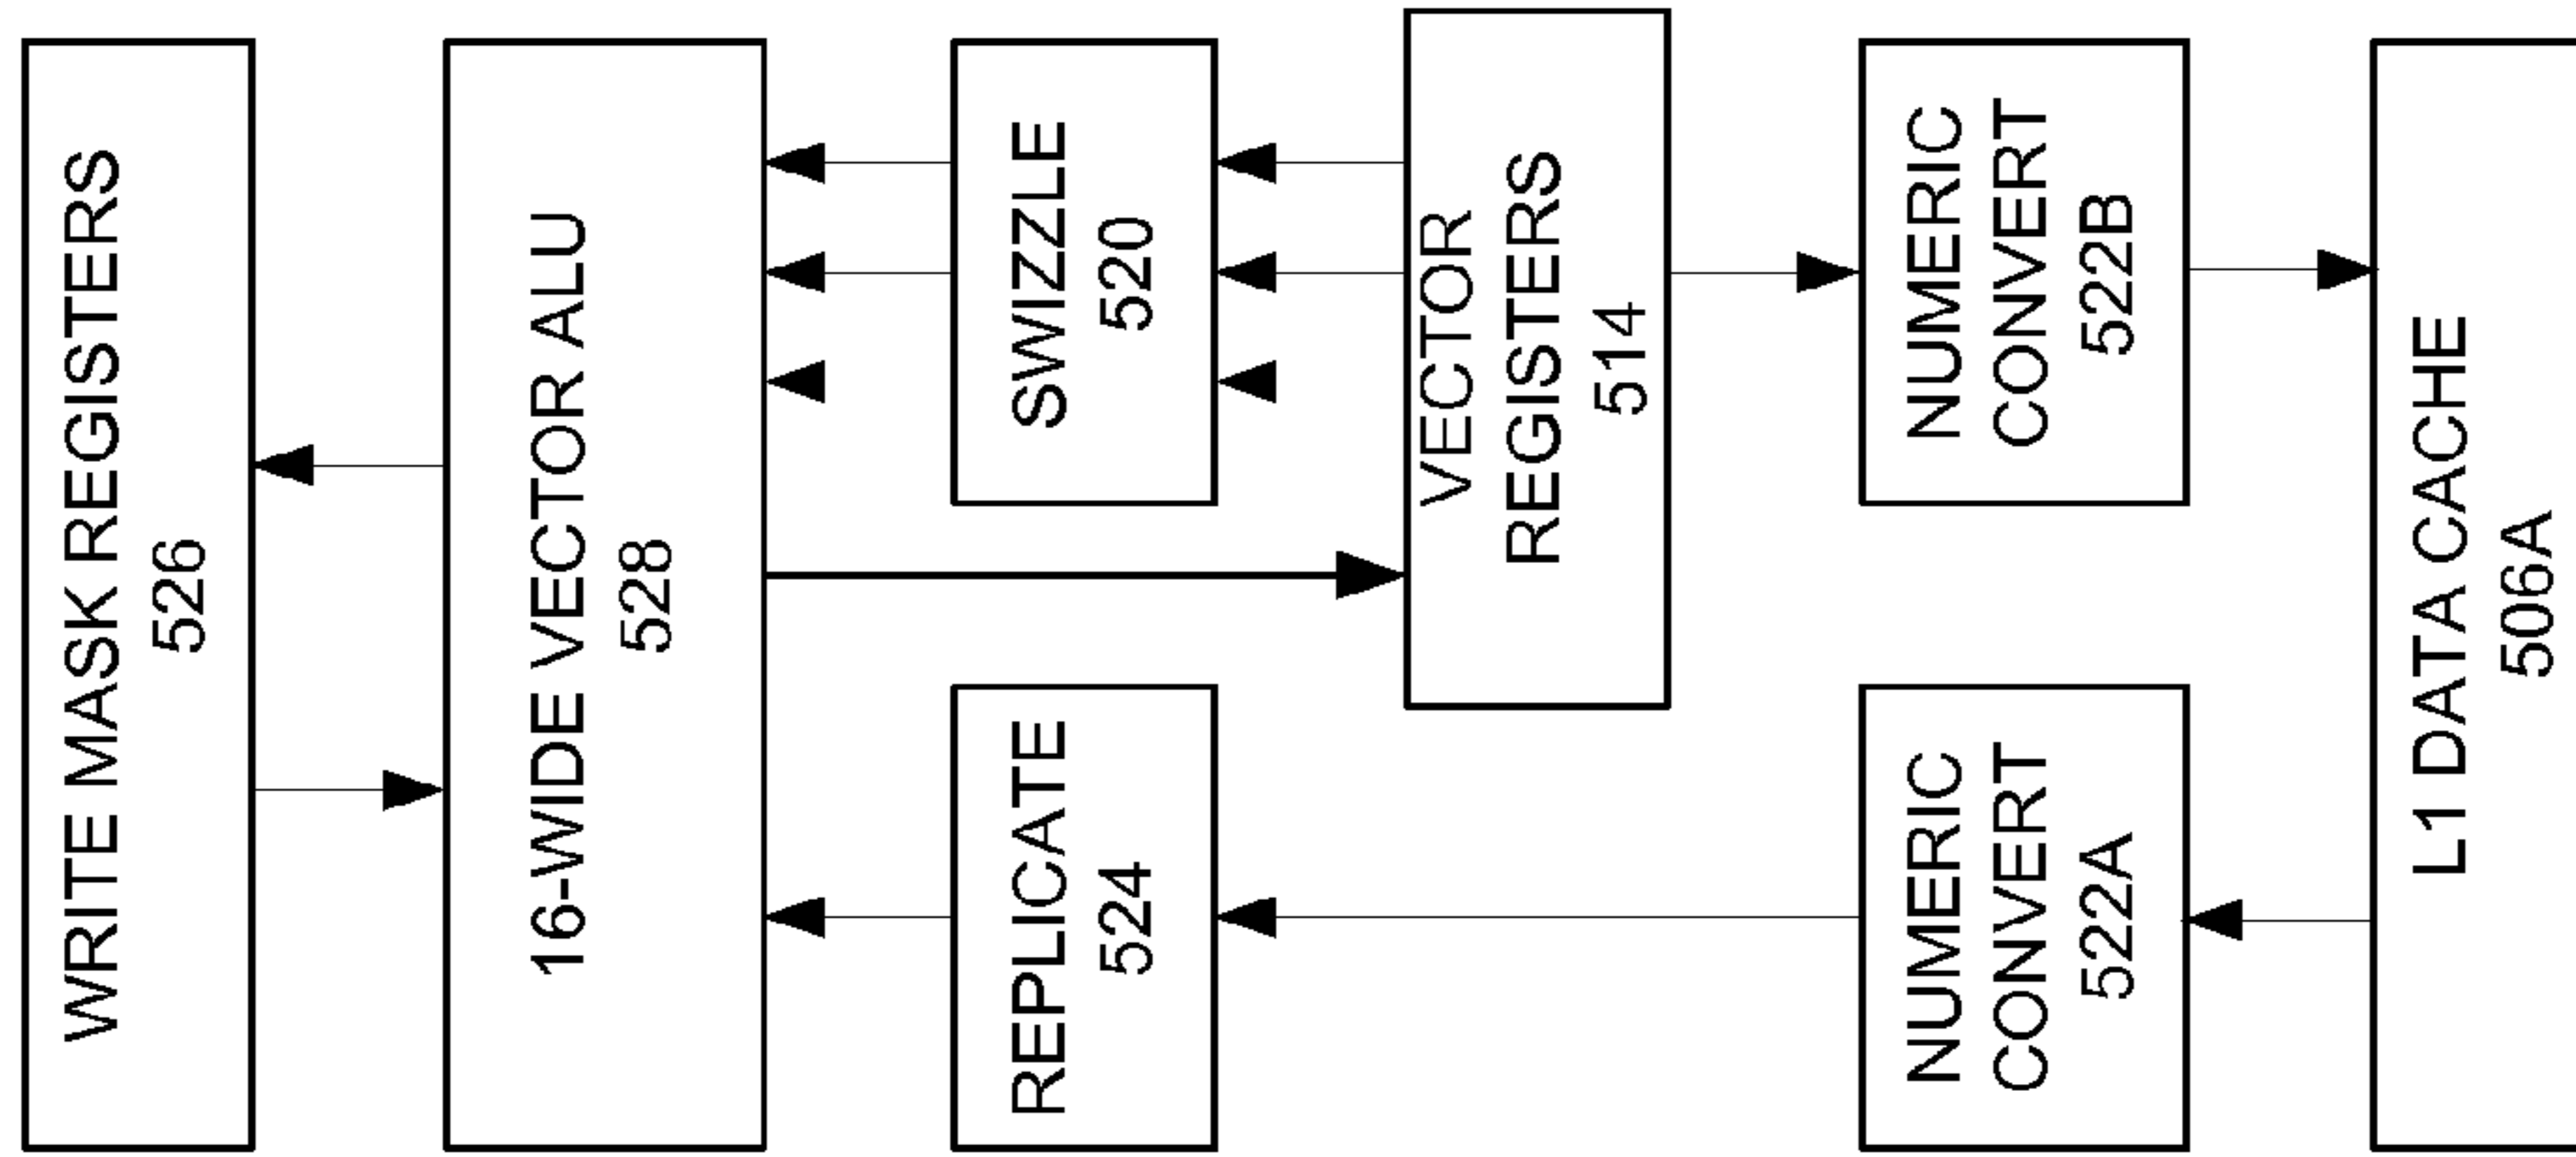 WRITE MASK REGISTERS
526
16-WIDE VECTOR ALU
528
REPLICATE
524
SWIZZLE
520
VECTOR
REGISTERS
514
NUMERIC
CONVERT
522A
NUMERIC
CONVERT
522B
L1 DATA CACHE
506A